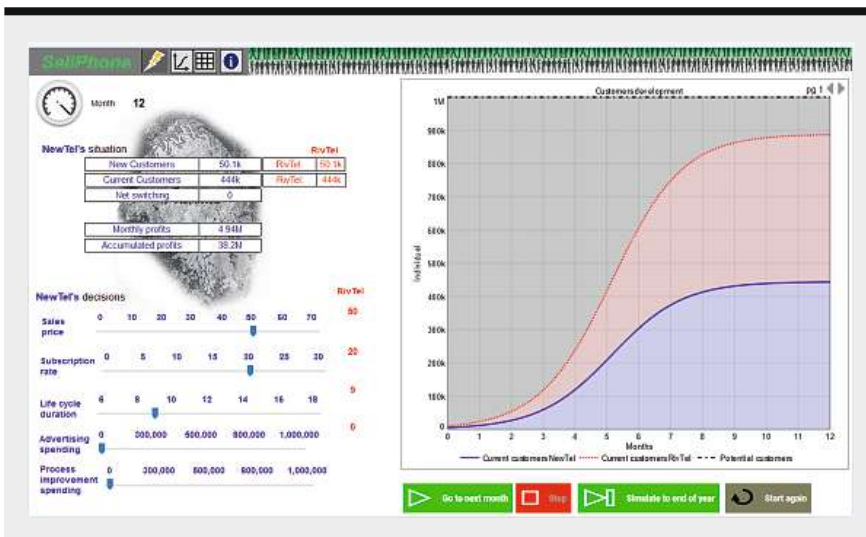 SellPhone
Month 12
NewTel's situation
RivTel
New Customers 50.1k RivTel 50.1k
Current Customers 444k RivTel 444k
Net switching 0
Monthly profits 4.94M
Accumulated profits 38.2M
NewTel's decisions
RivTel
Sales price 0 10 20 30 40 50 60 70 50
Subscription rate 0 5 10 15 20 25 30 20
Life cycle duration 6 8 10 12 14 16 18 9
Advertising spending 0 300,000 600,000 800,000 1,000,000 0
Process improvement spending 0 300,000 600,000 800,000 1,000,000
Customers development
pg 1
1M
900k
800k
700k
600k
500k
400k
300k
200k
100k
0
Individual
0 1 2 3 4 5 6 7 8 9 10 11 12
Months
Current customers NewTel Current customers RivTel Potential customers
Go to next month
Stop
Simulate to end of year
Start again